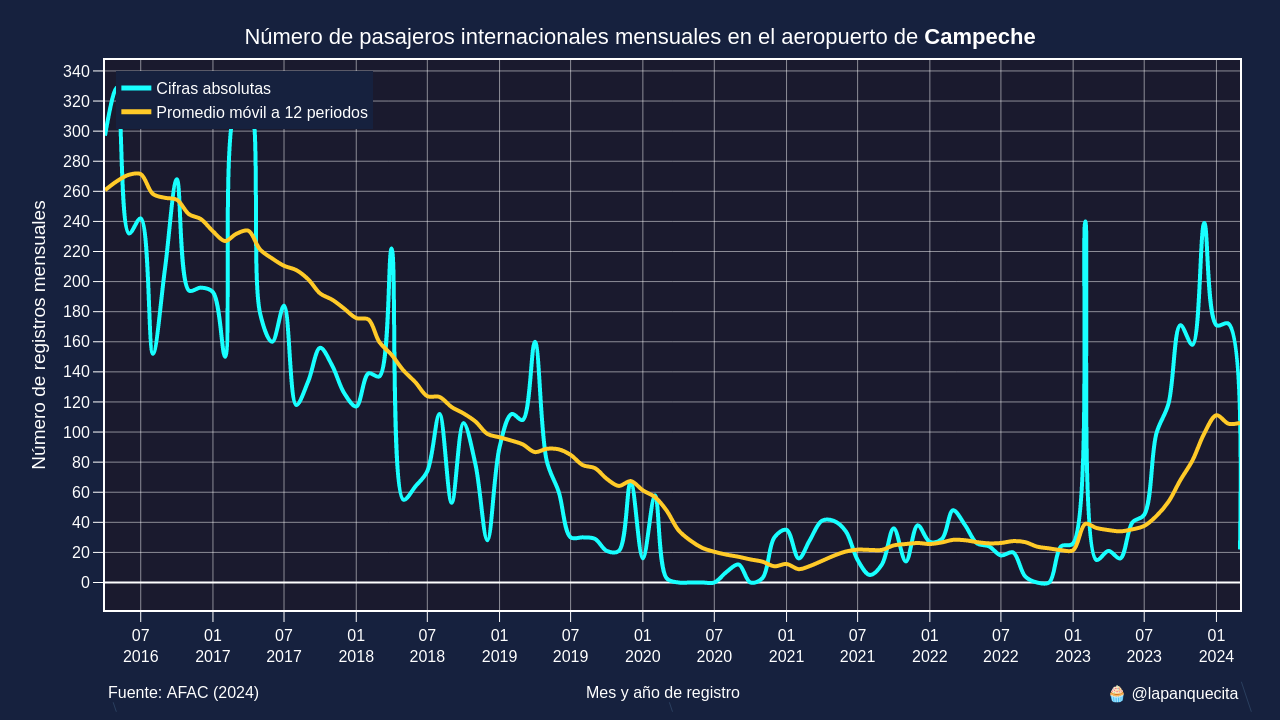 Número de pasajeros internacionales mensuales en el aeropuerto de Campeche
Cifras absolutas
Promedio móvil a 12 periodos
Número de registros mensuales
340
320
300
280
260
240
220
200
180
160
140
120
100
80
60
40
20
0
07 01 07 01 07 01 07 01 07 01 07 01 07 01 07 01
2016 2017 2017 2018 2018 2019 2019 2020 2020 2021 2021 2022 2022 2023 2023 2024
Fuente: AFAC (2024)
Mes y año de registro
🧁 @lapanquecita